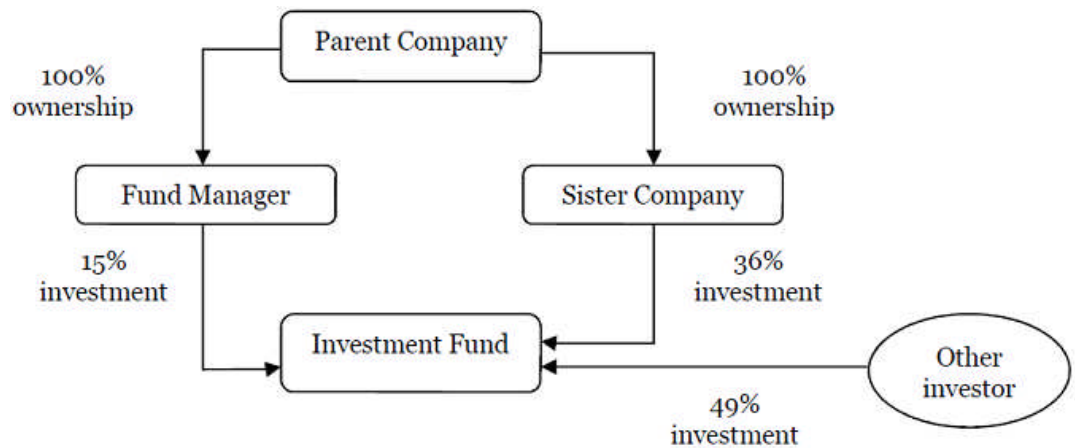 Parent Company
100%
ownership
100%
ownership
Fund Manager
Sister Company
15%
investment
36%
investment
Investment Fund
Other
investor
49%
investment